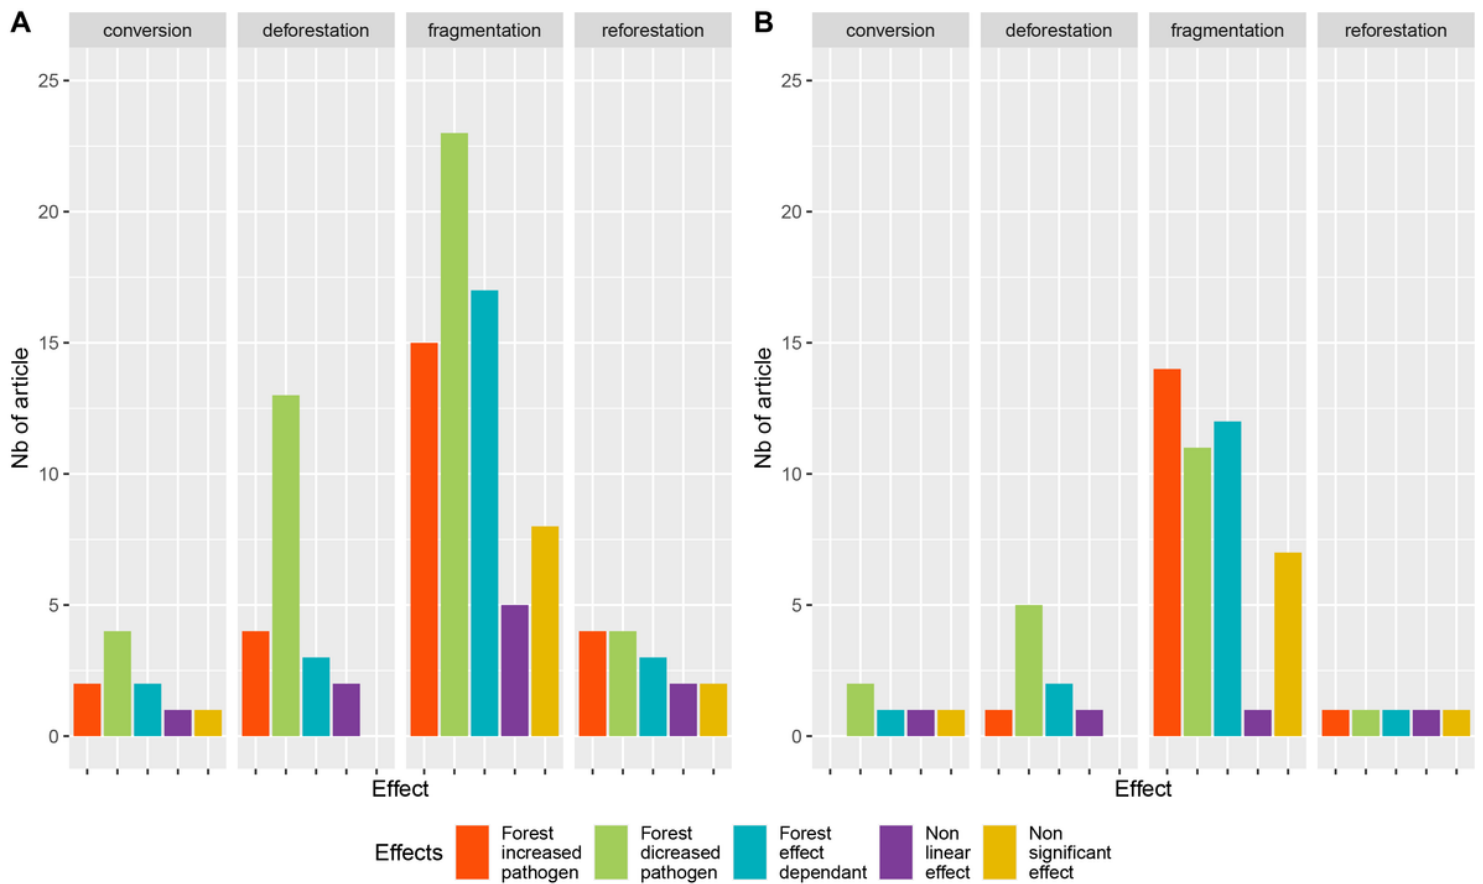 A
conversion
deforestation
fragmentation
reforestation
25
20
15
10
5
0
Nb of article
Effect
B
conversion
deforestation
fragmentation
reforestation
25
20
15
10
5
0
Nb of article
Effect
Effects
Forest
increased
pathogen
Forest
dicreased
pathogen
Forest
effect
dependant
Non
linear
effect
Non
significant
effect